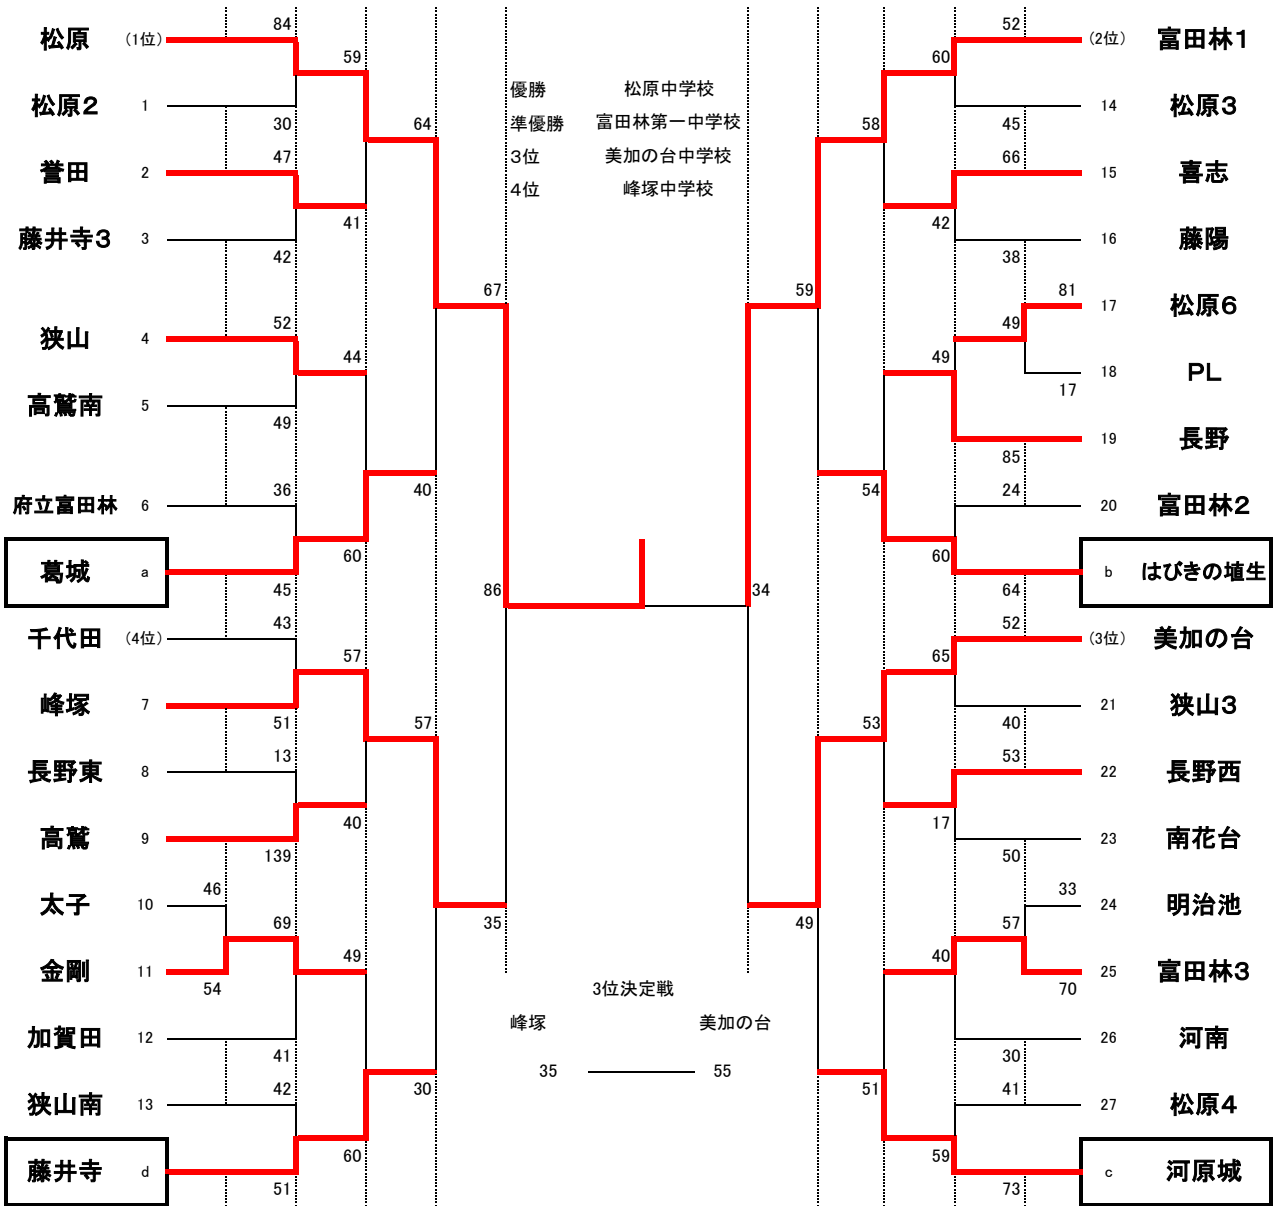 84
52
松原 (1位)
(2位) 富田林1
59
60
優勝 松原中学校
松原2 1
14 松原3
30
64
準優勝 富田林第一中学校
58
45
47
3位 美加の台中学校
66
誉田 2
15 喜志
4位 峰塚中学校
41
42
藤井寺3 3
16 藤陽
42
38
67
59
81
17 松原6
52
49
狭山 4
44
49
18 PL
17
高鷲南 5
49
19 長野
85
36
40
54
24
府立富田林 6
20 富田林2
60
60
葛城 a
b はびきの埴生
45
86
34
64
43
52
千代田 (4位)
(3位) 美加の台
57
65
峰塚 7
21 狭山3
51
57
53
40
13
53
長野東 8
22 長野西
40
17
高鷲 9
23 南花台
139
50
46
33
太子 10
24 明治池
69
35
49
57
49
40
金剛 11
25 富田林3
54
3位決定戦
70
峰塚 美加の台
加賀田 12
26 河南
41
30
35 55
42
30
51
41
狭山南 13
27 松原4
60
59
藤井寺 d
c 河原城
51
73